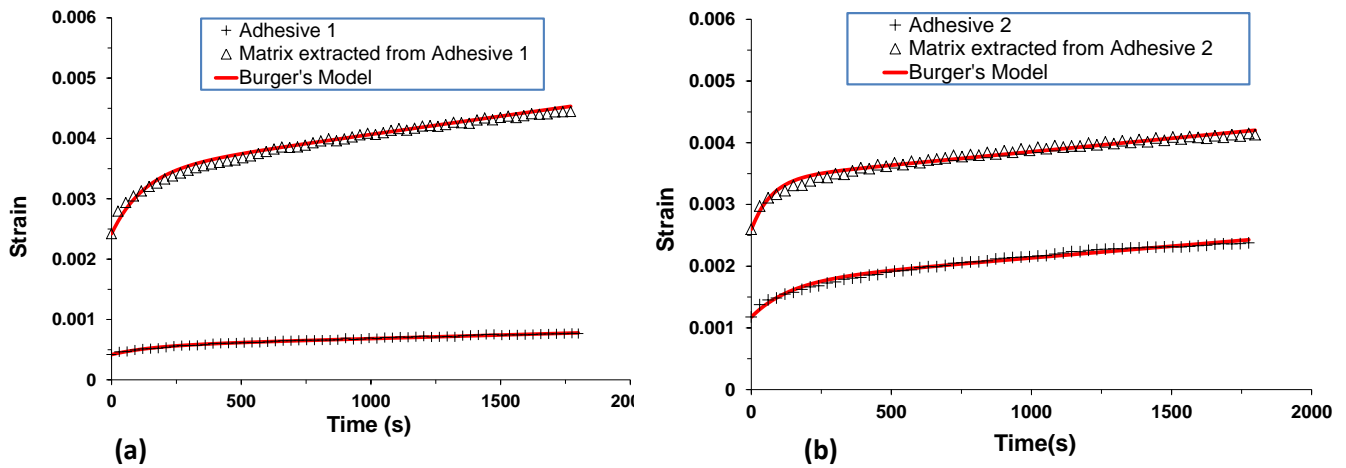 0.006
0.005
0.004
0.003
0.002
0.001
0
Strain
Adhesive 1
Matrix extracted from Adhesive 1
Burger's Model
0
500
1000
1500
Time (s)
(a)
0.006
0.005
0.004
0.003
0.002
0.001
0
Strain
Adhesive 2
Matrix extracted from Adhesive 2
Burger's Model
0
500
1000
1500
2000
Time(s)
(b)